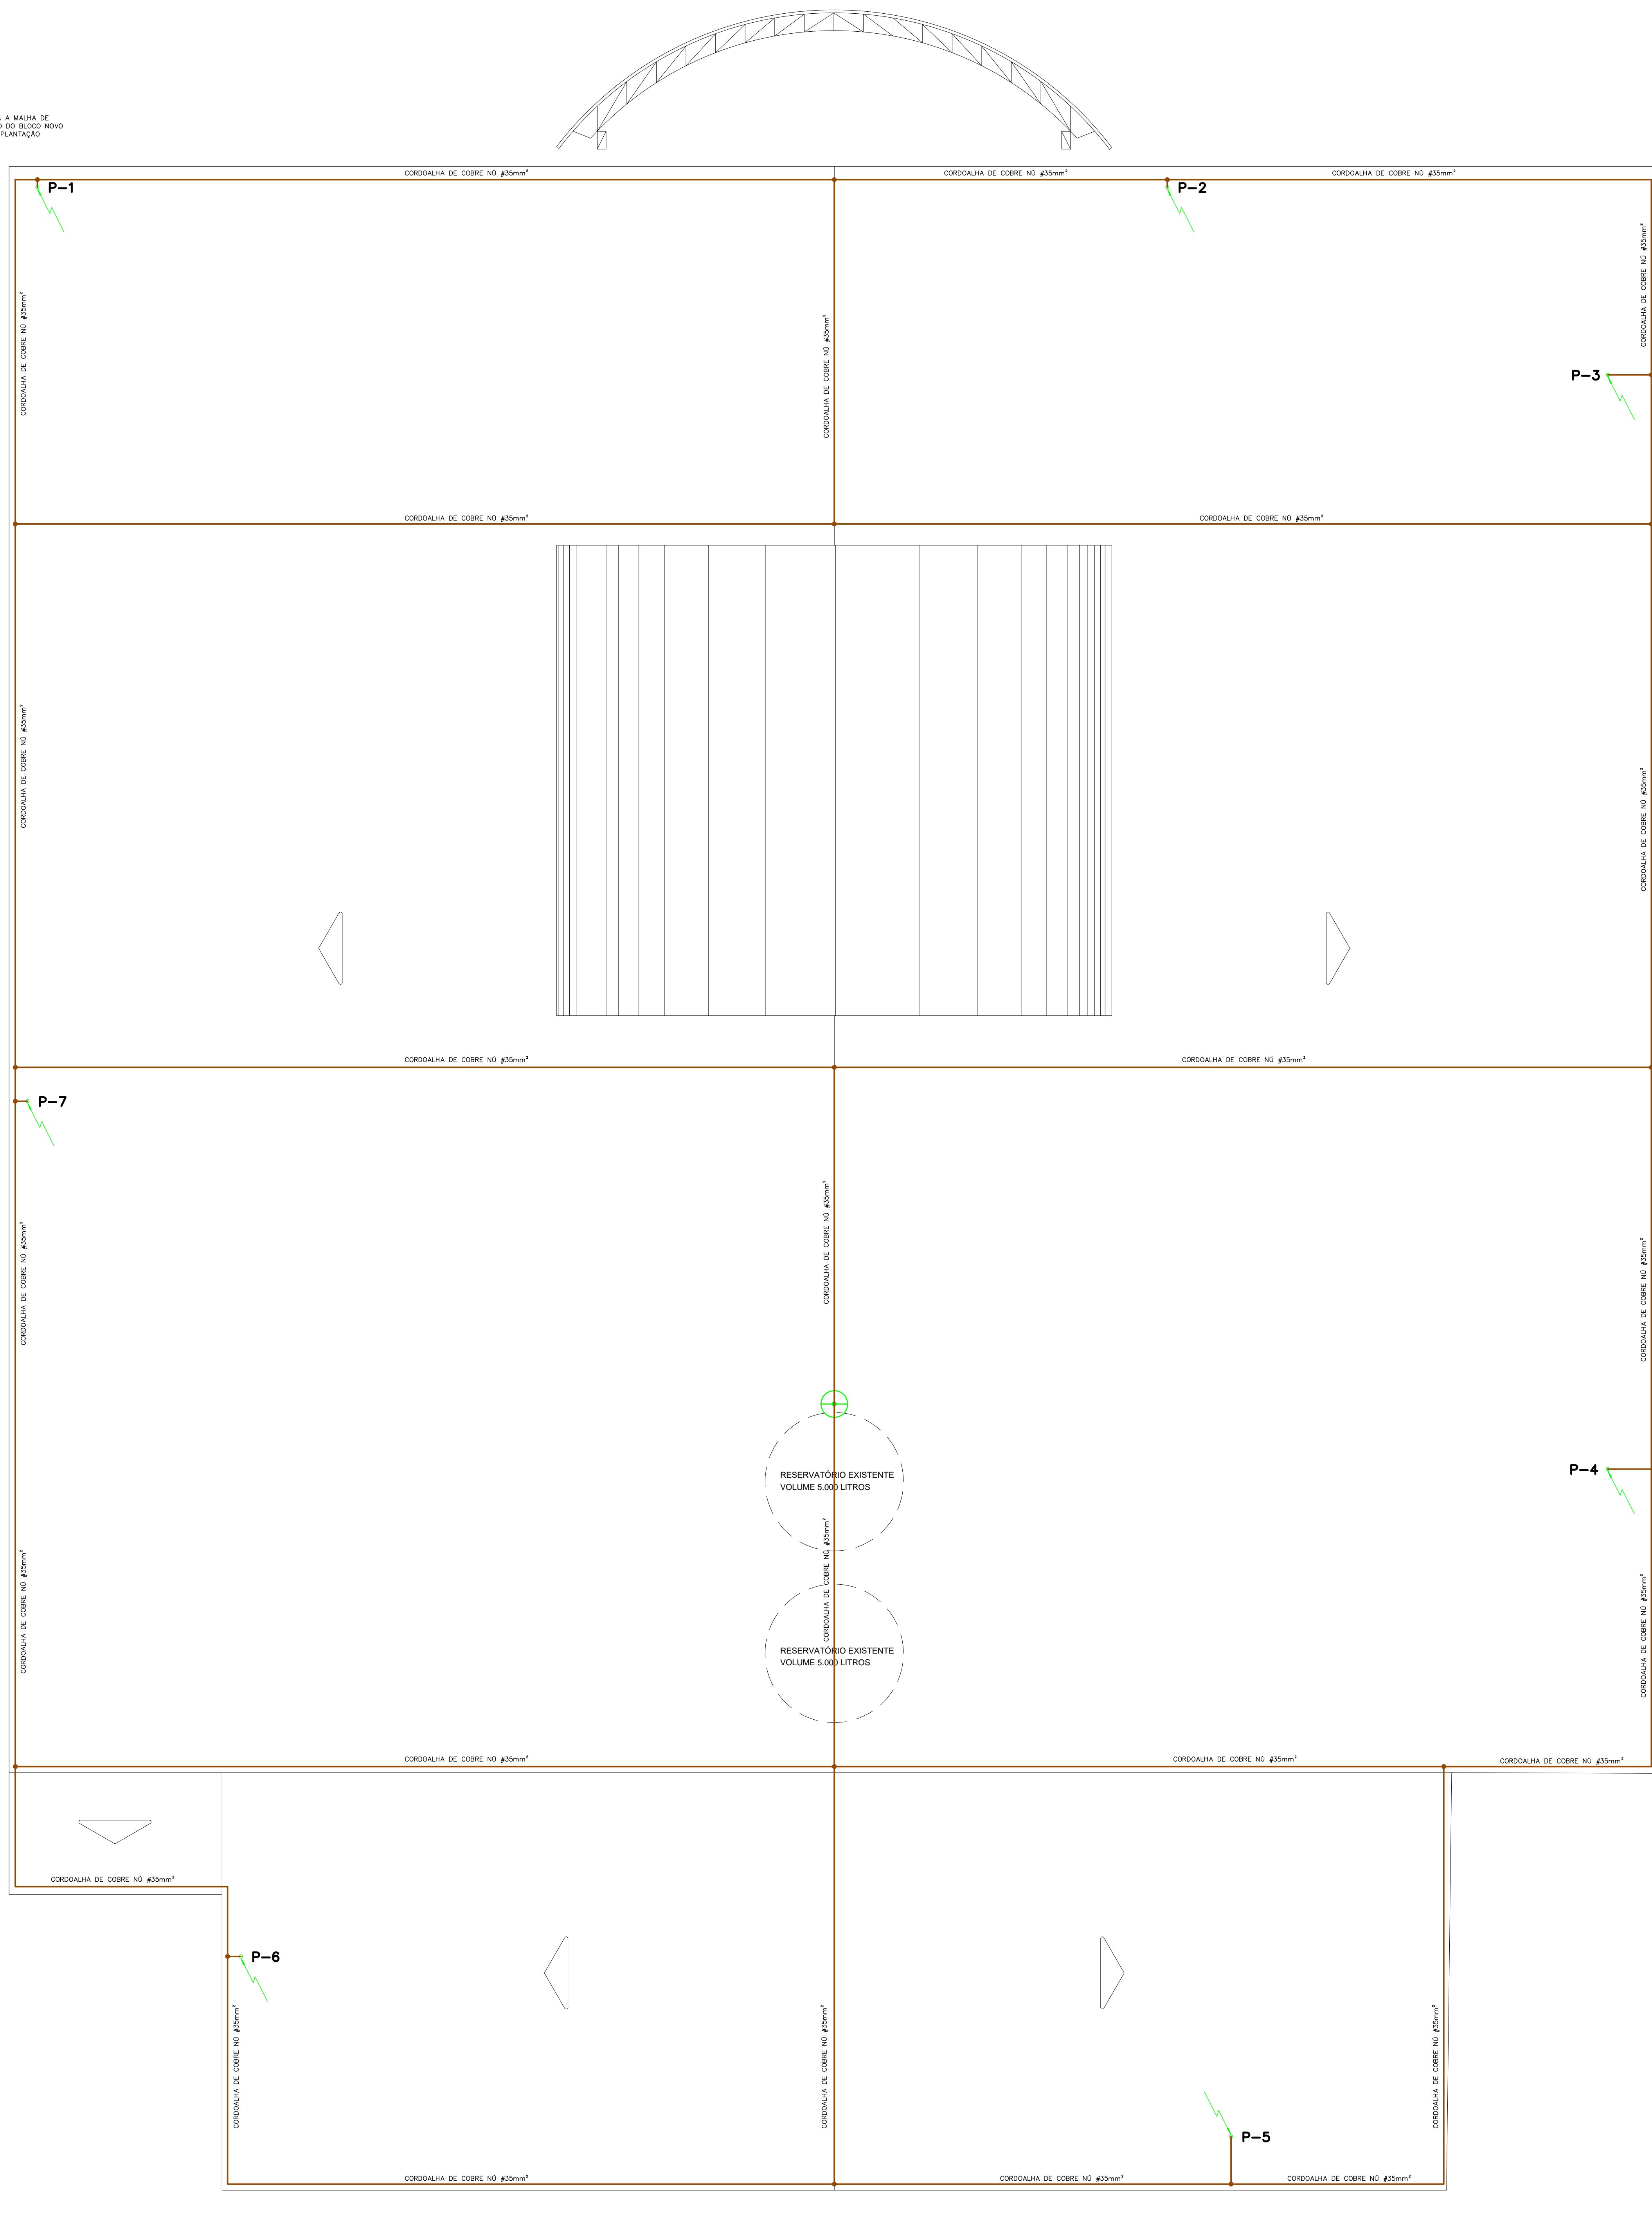 A MALHA DE
DO BLOCO NOVO
PLANTAÇÃO
CORDOALHA DE COBRE NÚ #35mm²
CORDOALHA DE COBRE NÚ #35mm²
CORDOALHA DE COBRE NÚ #35mm²
P-1
P-2
CORDOALHA DE COBRE NÚ #35mm²
CORDOALHA DE COBRE NÚ #35mm²
CORDOALHA DE COBRE NÚ #35mm²
P-3
CORDOALHA DE COBRE NÚ #35mm²
CORDOALHA DE COBRE NÚ #35mm²
CORDOALHA DE COBRE NÚ #35mm²
CORDOALHA DE COBRE NÚ #35mm²
CORDOALHA DE COBRE NÚ #35mm²
CORDOALHA DE COBRE NÚ #35mm²
P-7
CORDOALHA DE COBRE NÚ #35mm²
CORDOALHA DE COBRE NÚ #35mm²
CORDOALHA DE COBRE NÚ #35mm²
RESERVATÓRIO EXISTENTE
VOLUME 5.000 LITROS
P-4
CORDOALHA DE COBRE NÚ #35mm²
CORDOALHA DE COBRE NÚ #35mm²
CORDOALHA DE COBRE NÚ #35mm²
RESERVATÓRIO EXISTENTE
VOLUME 5.000 LITROS
CORDOALHA DE COBRE NÚ #35mm²
CORDOALHA DE COBRE NÚ #35mm²
CORDOALHA DE COBRE NÚ #35mm²
CORDOALHA DE COBRE NÚ #35mm²
P-6
CORDOALHA DE COBRE NÚ #35mm²
CORDOALHA DE COBRE NÚ #35mm²
CORDOALHA DE COBRE NÚ #35mm²
P-5
CORDOALHA DE COBRE NÚ #35mm²
CORDOALHA DE COBRE NÚ #35mm²
CORDOALHA DE COBRE NÚ #35mm²